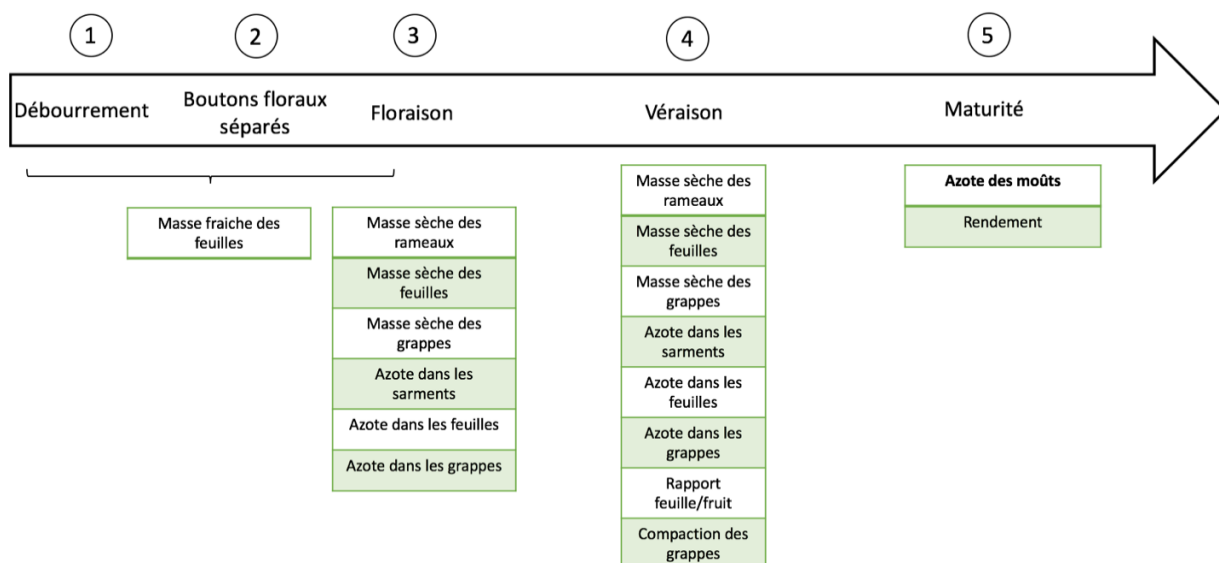 1
2
3
4
5
Débourrement
Boutons floraux
séparés
Floraison
Véraison
Maturité
Masse fraiche des
feuilles
Masse sèche des
rameaux
Masse sèche des
feuilles
Masse sèche des
grappes
Azote dans les
sarments
Azote dans les feuilles
Azote dans les grappes
Masse sèche des
rameaux
Masse sèche des
feuilles
Masse sèche des
grappes
Azote dans les
sarments
Azote dans les
feuilles
Azote dans les
grappes
Rapport
feuille/fruit
Compaction des
grappes
Azote des moûts
Rendement